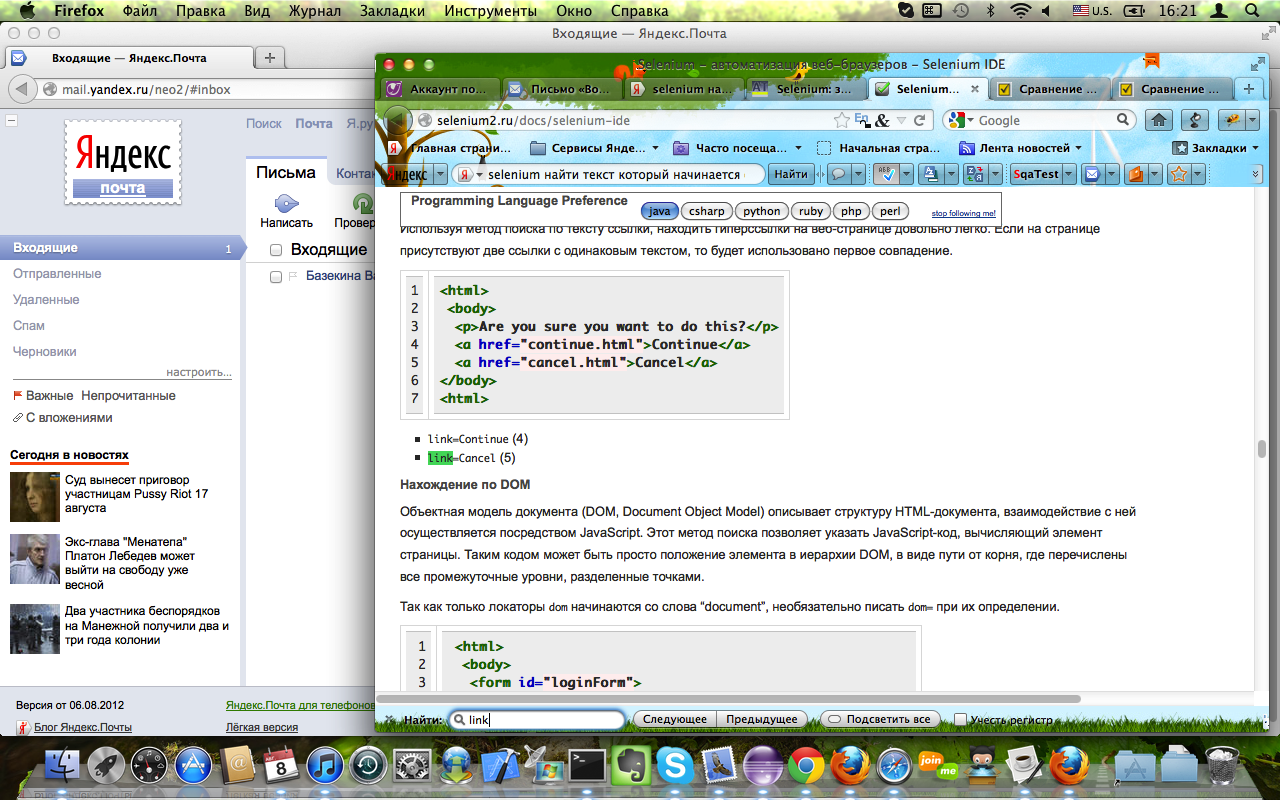 Firefox Файл Правка Вид Журнал Закладки Инструменты Окно Справка U.S. 16:21
Входящие — Яндекс.Почта
Входящие — Яндекс.Почта
mail.yandex.ru/neo2/#inbox
Яндекс
почта
Поиск Почта Я.ру
Письма Контак
Написать Провер
Входящие 1
Отправленные
Удаленные
Спам
Черновики
настроить...
Важные Непрочитанные
С вложениями
Входящие
Базекина Ва
Сегодня в новостях
Суд вынесет приговор
участницам Pussy Riot 17
августа
Экс-глава "Менатепа"
Платон Лебедев может
выйти на свободу уже
весной
Два участника беспорядков
на Манежной получили два и
три года колонии
Версия от 06.08.2012 Яндекс.Почта для телефонов
Блог Яндекс.Почты Лёгкая версия
Selenium – автоматизация веб-браузеров – Selenium IDE
Аккаунт по... Письмо «Во... selenium на... Selenium: з... Selenium... Сравнение ... Сравнение ...
selenium2.ru/docs/selenium-ide Google
Главная страни... Сервисы Янде... Часто посеща... Начальная стра... Лента новостей Закладки
Яндекс selenium найти текст который начинается Найти SqaTest
Programming Language Preference java csharp python ruby php perl stop following me!
Используя метод поиска по тексту ссылки, находить гиперссылки на веб-странице довольно легко. Если на странице
присутствуют две ссылки с одинаковым текстом, то будет использовано первое совпадение.
1 <html>
2 <body>
3 <p>Are you sure you want to do this?</p>
4 <a href="continue.html">Continue</a>
5 <a href="cancel.html">Cancel</a>
6 </body>
7 <html>
link=Continue (4)
link=Cancel (5)
Нахождение по DOM
Объектная модель документа (DOM, Document Object Model) описывает структуру HTML-документа, взаимодействие с ней
осуществляется посредством JavaScript. Этот метод поиска позволяет указать JavaScript-код, вычисляющий элемент
страницы. Таким кодом может быть просто положение элемента в иерархии DOM, в виде пути от корня, где перечислены
все промежуточные уровни, разделенные точками.
Так как только локаторы dom начинаются со слова “document”, необязательно писать dom= при их определении.
1 <html>
2 <body>
3 <form id="loginForm">
Найти: link Следующее Предыдущее Подсветить все Учесть регистр
АВГ
8
join
me